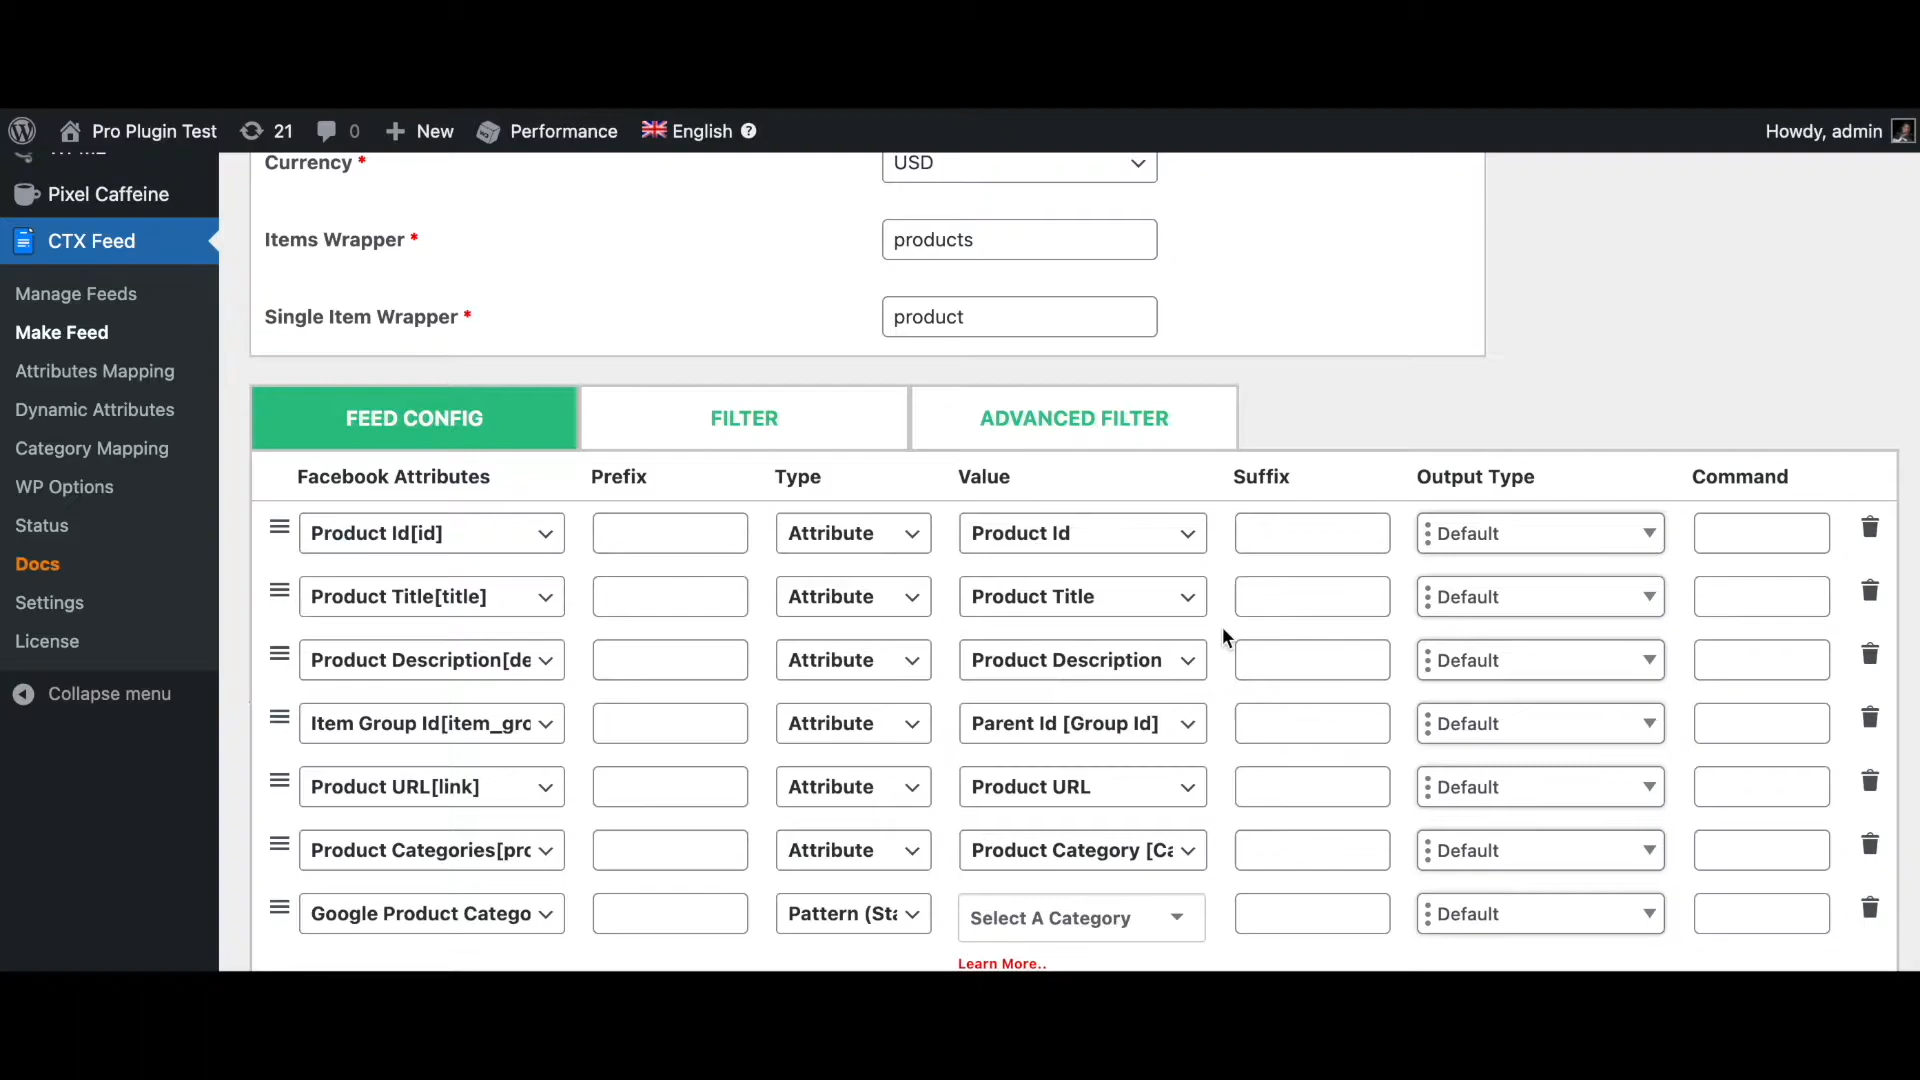 Pro Plugin Test 21 0 New Performance English ? Howdy, admin
Pixel Caffeine
CTX Feed
Manage Feeds
Make Feed
Attributes Mapping
Dynamic Attributes
Category Mapping
WP Options
Status
Docs
Settings
License
Collapse menu
Currency * USD
Items Wrapper * products
Single Item Wrapper * product
FEED CONFIG FILTER ADVANCED FILTER
Facebook Attributes Prefix Type Value Suffix Output Type Command
Product Id[id] Attribute Product Id Default
Product Title[title] Attribute Product Title Default
Product Description[de Attribute Product Description Default
Item Group Id[item_gro Attribute Parent Id [Group Id] Default
Product URL[link] Attribute Product URL Default
Product Categories[pro Attribute Product Category [Ca Default
Google Product Catego Pattern (Sta Select A Category Default
Learn More..